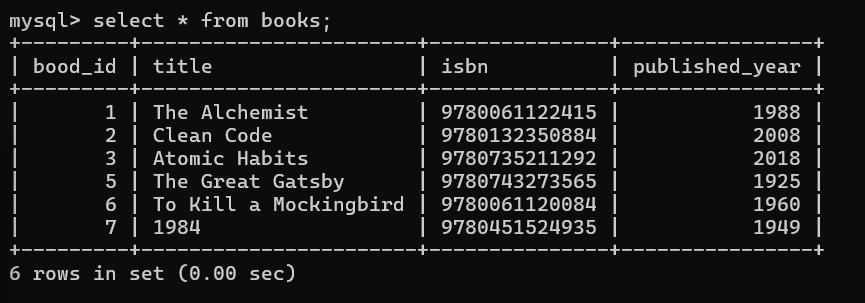 mysql> select * from books;
+---------+-----------------------+---------------+----------------+
| bood_id | title                 | isbn          | published_year |
+---------+-----------------------+---------------+----------------+
|       1 | The Alchemist         | 9780061122415 |           1988 |
|       2 | Clean Code            | 9780132350884 |           2008 |
|       3 | Atomic Habits         | 9780735211292 |           2018 |
|       5 | The Great Gatsby      | 9780743273565 |           1925 |
|       6 | To Kill a Mockingbird | 9780061120084 |           1960 |
|       7 | 1984                  | 9780451524935 |           1949 |
+---------+-----------------------+---------------+----------------+
6 rows in set (0.00 sec)